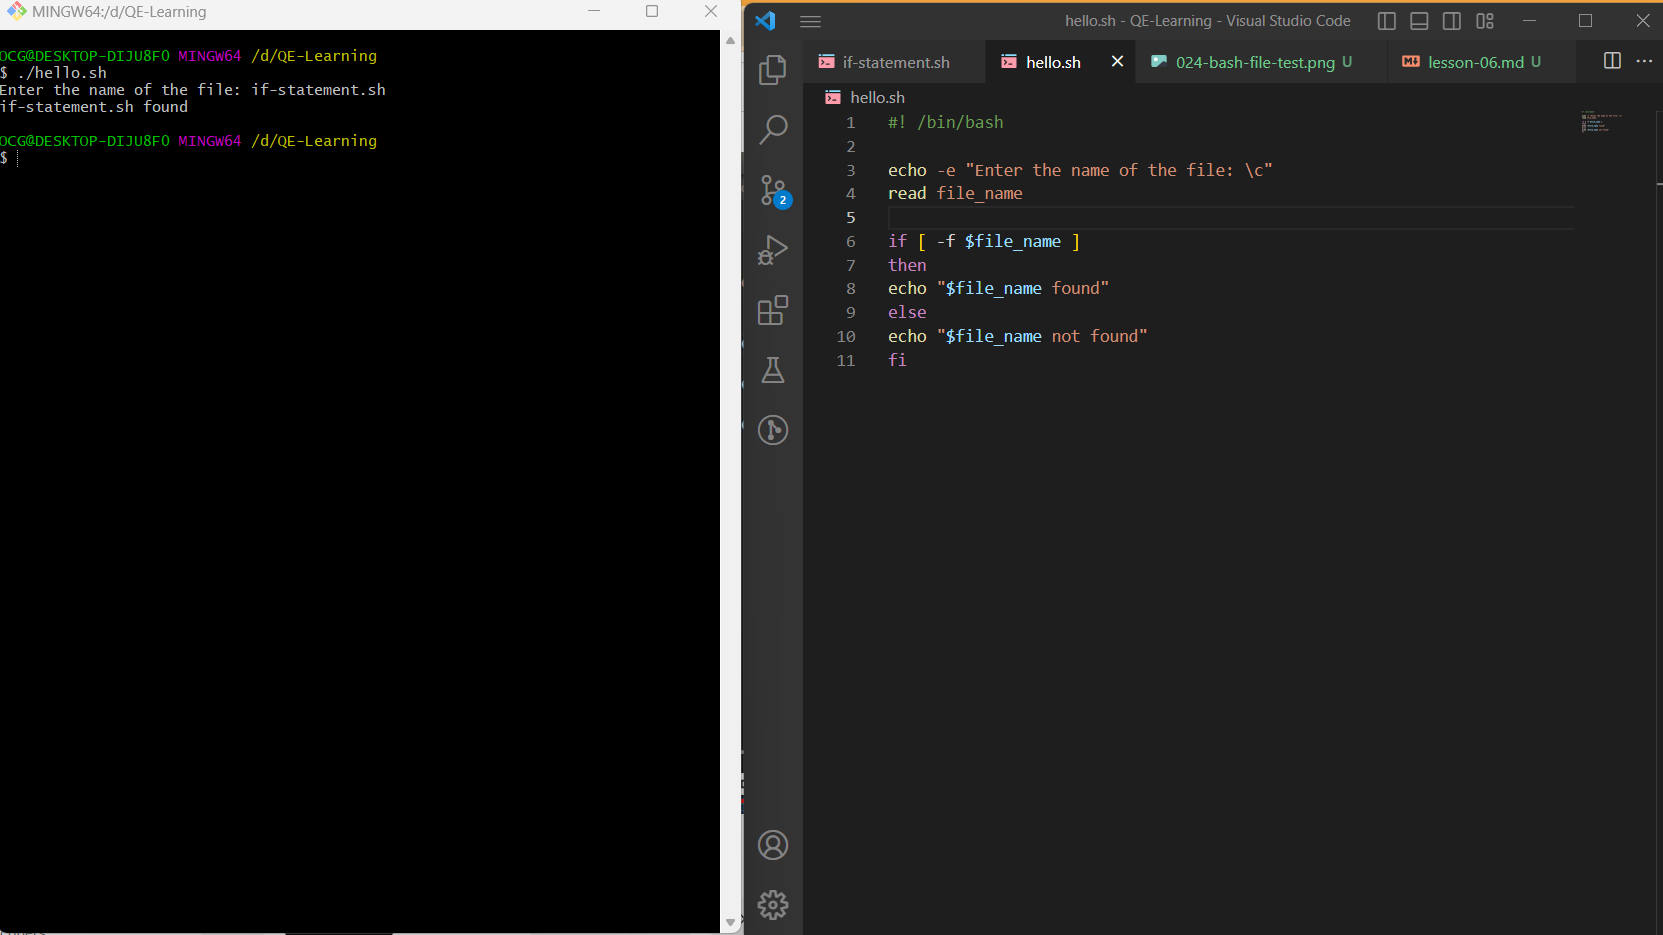 MINGW64:/d/QE-Learning
OCG@DESKTOP-DIJU8FO MINGW64 /d/QE-Learning
$ ./hello.sh
Enter the name of the file: if-statement.sh
if-statement.sh found
OCG@DESKTOP-DIJU8FO MINGW64 /d/QE-Learning
$
hello.sh - QE-Learning - Visual Studio Code
if-statement.sh
hello.sh
024-bash-file-test.png U
lesson-06.md U
hello.sh
1 #! /bin/bash
2
3 echo -e "Enter the name of the file: \c"
4 read file_name
5
6 if [ -f $file_name ]
7 then
8 echo "$file_name found"
9 else
10 echo "$file_name not found"
11 fi
2